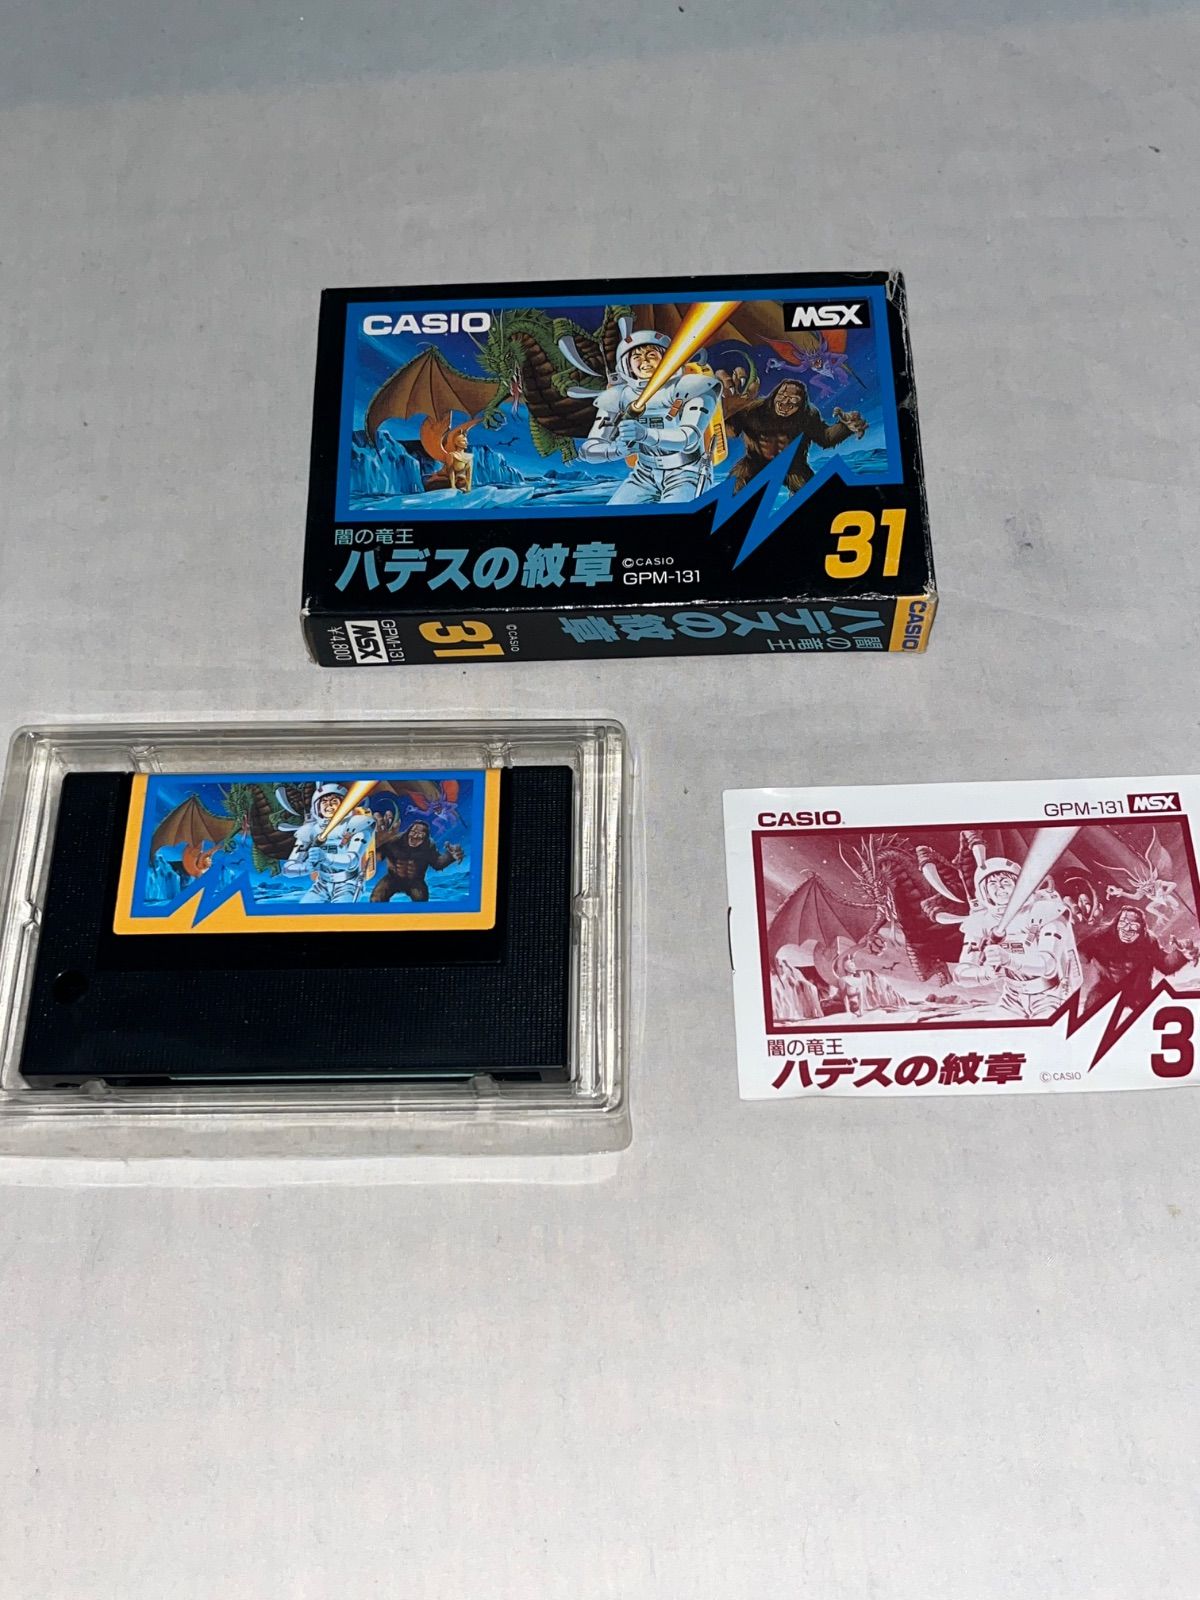 CASIO
MSX
闇の竜王
ハデスの紋章
©CASIO
GPM-131
31
GPM-131
¥4,800
MSX
31
©CASIO
闇の竜王
ハデスの紋章
CASIO
CASIO
GPM-131 MSX
闇の竜王
ハデスの紋章
©CASIO
3